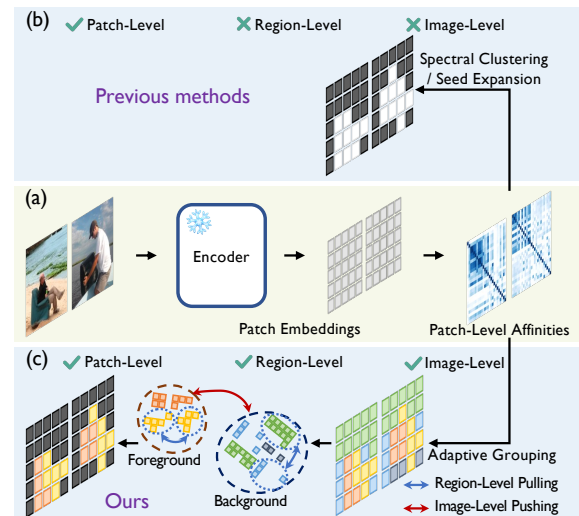 (b)
Patch-Level
Region-Level
Image-Level
Spectral Clustering
/ Seed Expansion
Previous methods
(a)
Encoder
Patch Embeddings
Patch-Level Affinities
(c)
Patch-Level
Region-Level
Image-Level
Foreground
Background
Adaptive Grouping
Region-Level Pulling
Image-Level Pushing
Ours